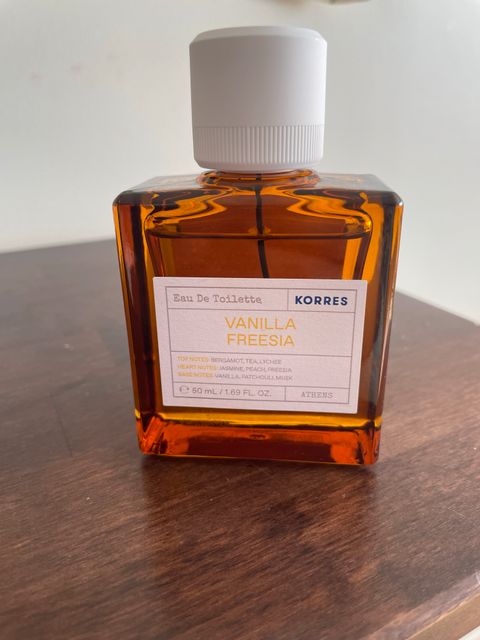 Eau De Toilette
KORRES
VANILLA
FREESIA
TOP NOTES: BERGAMOT, TEA, LYCHEE
HEART NOTES: JASMINE, PEACH, FREESIA
BASE NOTES: VANILLA, PATCHOULI, MUSK
℮ 50 mL / 1.69 FL. OZ.
ATHENS